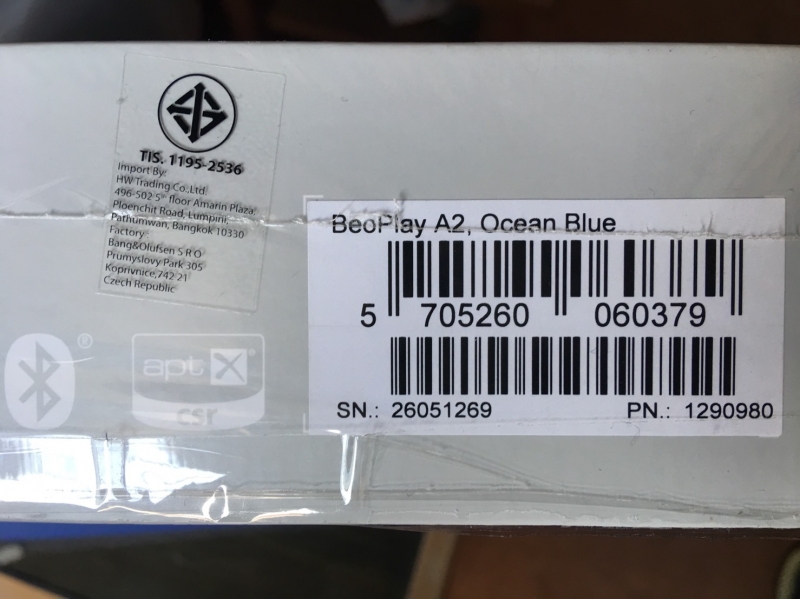 TIS. 1195-2536
Import By:
HW Trading Co.,Ltd.
496-502 5th floor Amarin Plaza,
Ploenchit Road, Lumpini,
Pathumwan, Bangkok 10330
Factory:
Bang&Olufsen S R O
Prumyslovy Park 305
Koprivnice,742 21
Czech Republic
BeoPlay A2, Ocean Blue
5 705260 060379
SN.: 26051269 PN.: 1290980
®
aptX®
csr